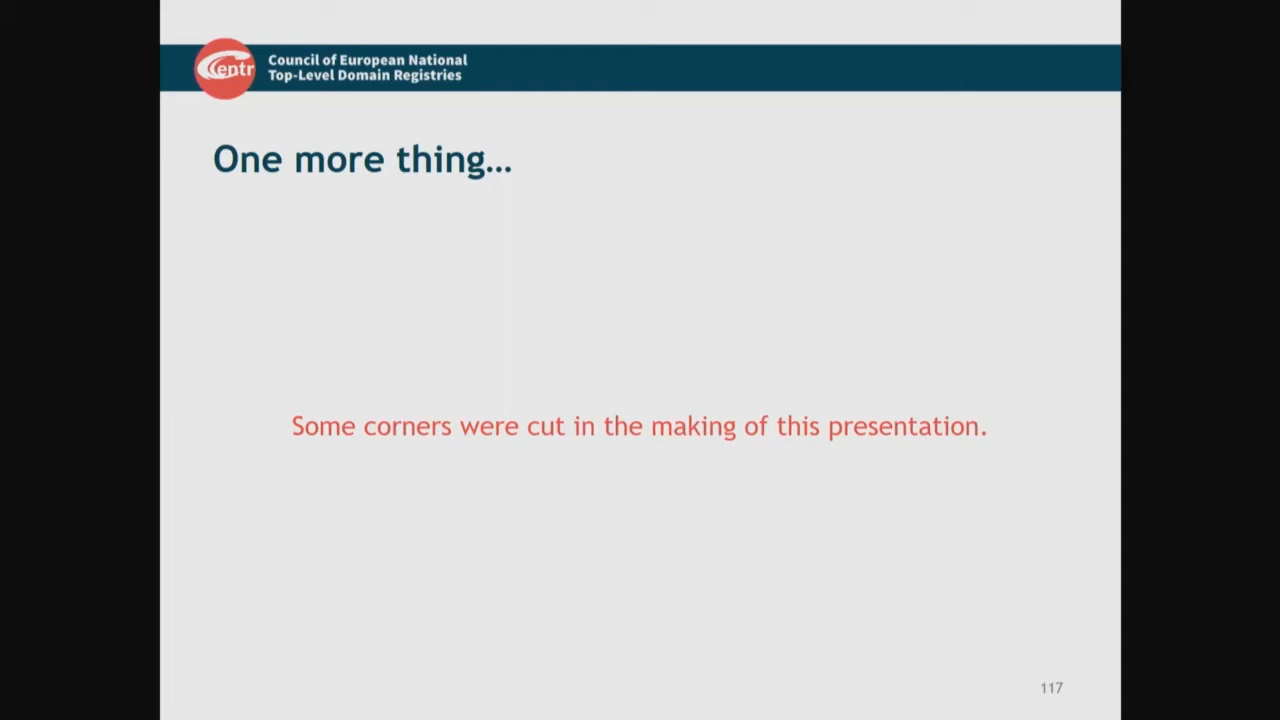 Centr
Council of European National
Top-Level Domain Registries
One more thing...
Some corners were cut in the making of this presentation.
117